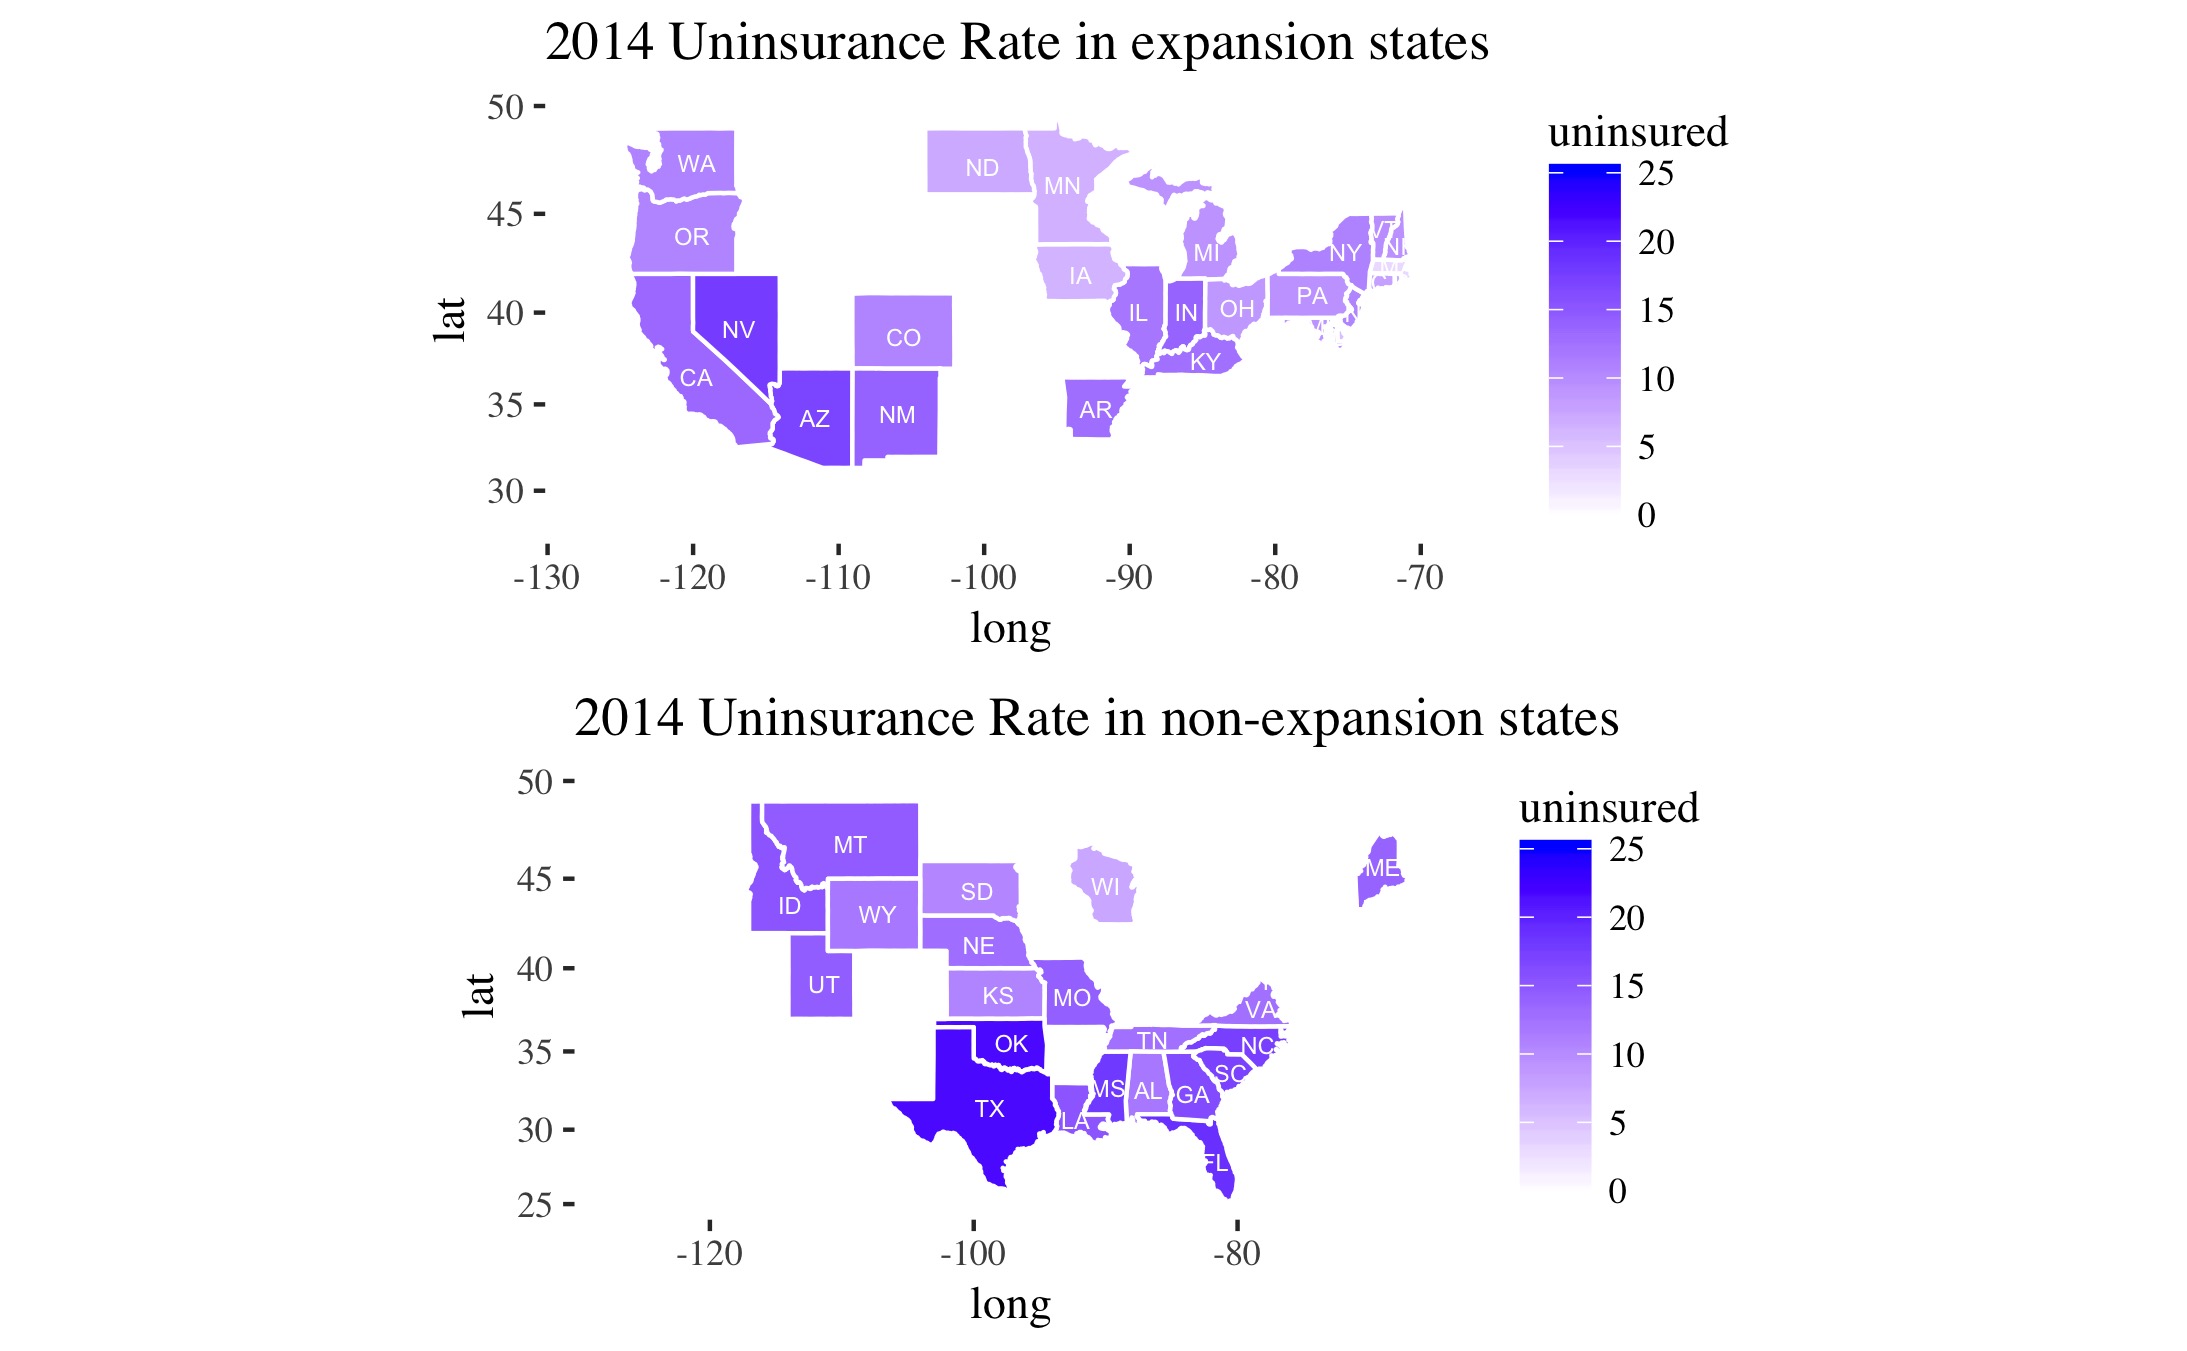 2014 Uninsurance Rate in expansion states
50
45
40
35
30
lat
WA
ND
MN
OR
MI
NY
IA
PA
NV
IL
IN
OH
CO
KY
CA
AR
AZ
NM
-130
-120
-110
-100
-90
-80
-70
long
uninsured
25
20
15
10
5
0
2014 Uninsurance Rate in non-expansion states
50
45
40
35
30
25
lat
MT
ME
SD
WI
ID
WY
NE
UT
KS
MO
VA
OK
TN
NC
SC
MS
AL
GA
TX
LA
FL
-120
-100
-80
long
uninsured
25
20
15
10
5
0